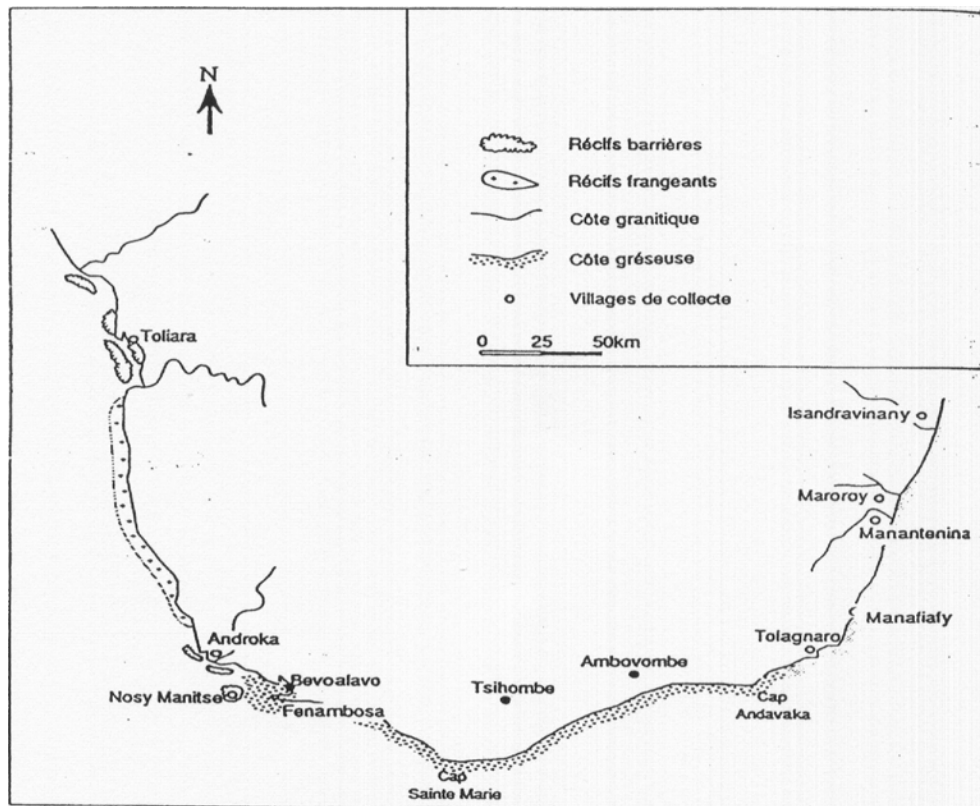 N
Récifs barrières
Récifs frangeants
Côte granitique
Côte gréseuse
Villages de collecte
0 25 50km
Toliara
Isandravinany
Maroroy
Manantenina
Manafiafy
Tolagnaro
Androka
Ambovombe
Bevoalavo
Tsihombe
Nosy Manitse
Fenambosa
Cap
Andavaka
Cap
Sainte Marie